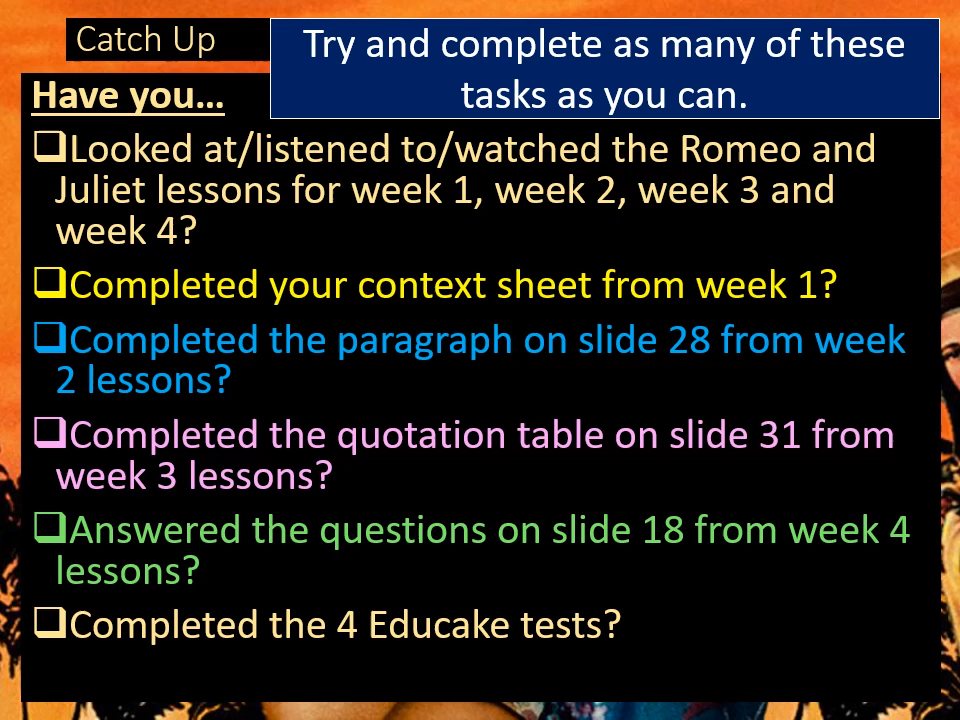 Catch Up
Try and complete as many of these
tasks as you can.
Have you…
❑Looked at/listened to/watched the Romeo and
Juliet lessons for week 1, week 2, week 3 and
week 4?
❑Completed your context sheet from week 1?
❑Completed the paragraph on slide 28 from week
2 lessons?
❑Completed the quotation table on slide 31 from
week 3 lessons?
❑Answered the questions on slide 18 from week 4
lessons?
❑Completed the 4 Educake tests?